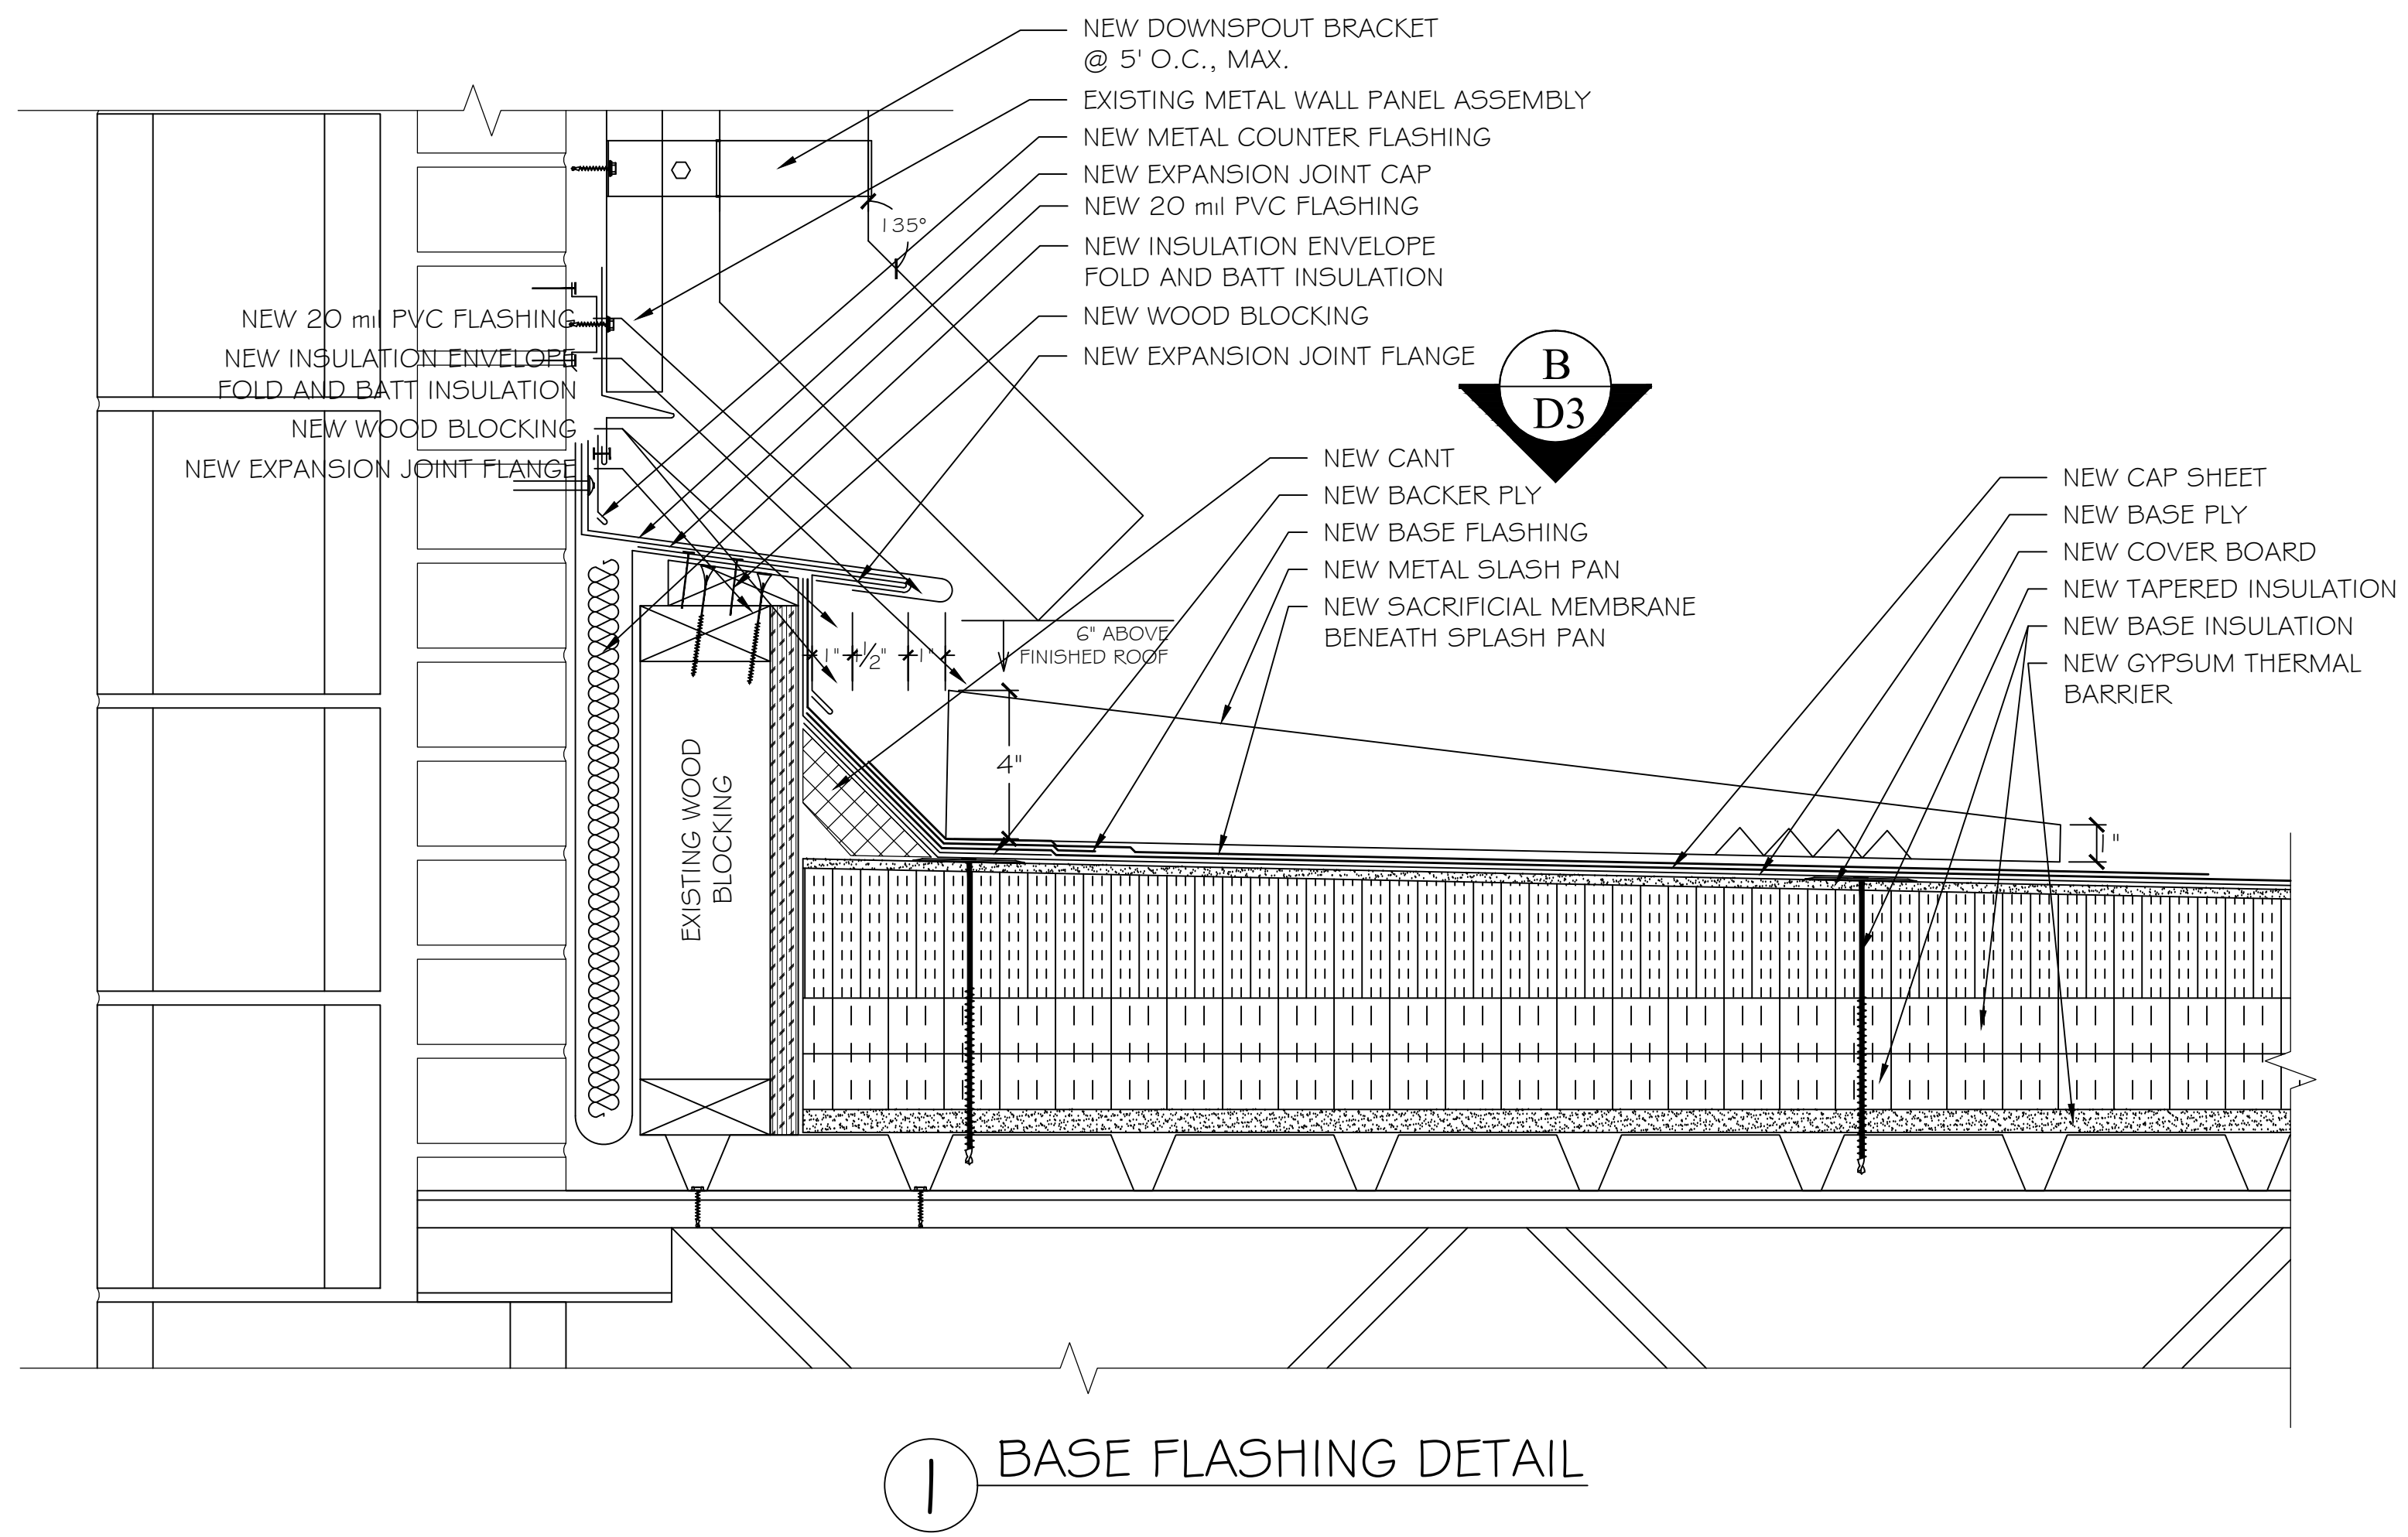 NEW DOWNSPOUT BRACKET
@ 5' O.C., MAX.
EXISTING METAL WALL PANEL ASSEMBLY
NEW METAL COUNTER FLASHING
NEW EXPANSION JOINT CAP
NEW 20 mil PVC FLASHING
NEW INSULATION ENVELOPE
FOLD AND BATT INSULATION
NEW WOOD BLOCKING
NEW EXPANSION JOINT FLANGE
135°
NEW 20 mil PVC FLASHING
NEW INSULATION ENVELOPE
FOLD AND BATT INSULATION
NEW WOOD BLOCKING
NEW EXPANSION JOINT FLANGE
B
D3
NEW CANT
NEW BACKER PLY
NEW BASE FLASHING
NEW METAL SLASH PAN
NEW SACRIFICIAL MEMBRANE
BENEATH SPLASH PAN
NEW CAP SHEET
NEW BASE PLY
NEW COVER BOARD
NEW TAPERED INSULATION
NEW BASE INSULATION
NEW GYPSUM THERMAL
BARRIER
6" ABOVE
FINISHED ROOF
1" 1/2" 1"
4"
1"
EXISTING WOOD
BLOCKING
1 BASE FLASHING DETAIL